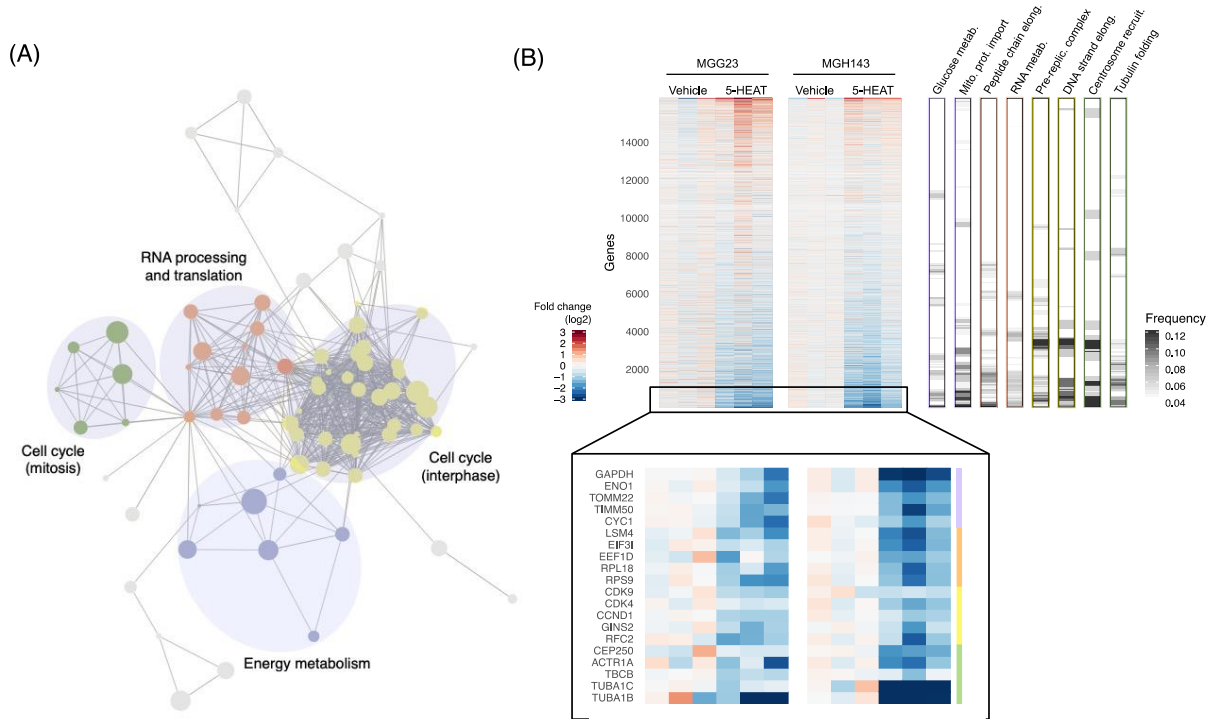 (A)
RNA processing
and translation
Cell cycle
(mitosis)
Cell cycle
(interphase)
Energy metabolism
(B)
MGG23
MGH143
Vehicle
5-HEAT
Vehicle
5-HEAT
Glucose metab.
Mito. prot. import
Peptide chain elong.
RNA metab.
Pre-replic. complex
DNA strand elong.
Centrosome recruit.
Tubulin folding
Genes
14000
12000
10000
8000
6000
4000
2000
Fold change
(log2)
3
2
1
0
−1
−2
−3
Frequency
0.12
0.10
0.08
0.06
0.04
GAPDH
ENO1
TOMM22
TIMM50
CYC1
LSM4
EIF3I
EEF1D
RPL18
RPS9
CDK9
CDK4
CCND1
GINS2
RFC2
CEP250
ACTR1A
TBCB
TUBA1C
TUBA1B